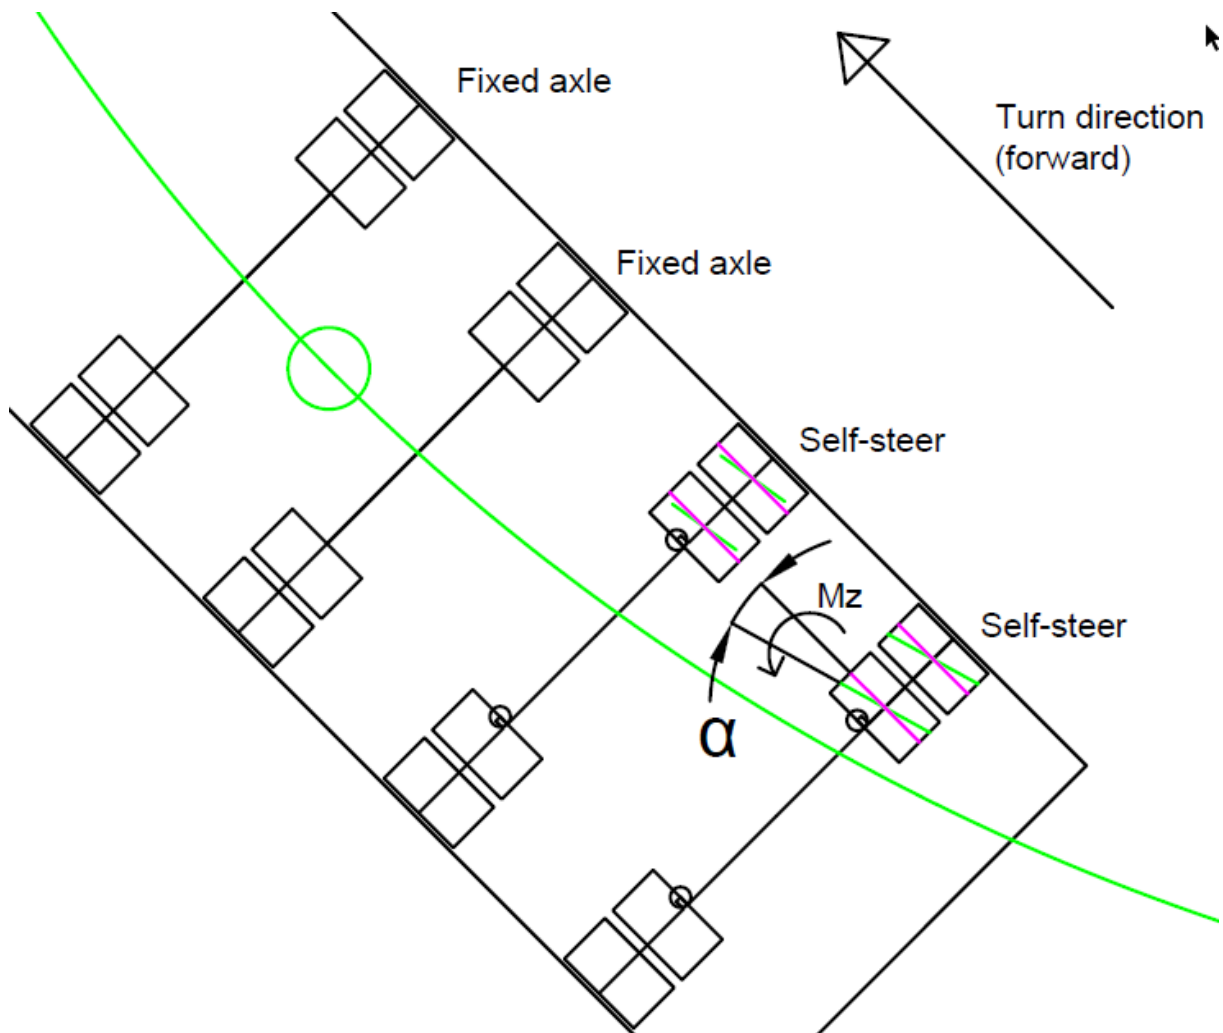 Fixed axle
Turn direction
(forward)
Fixed axle
Self-steer
Mz
Self-steer
α